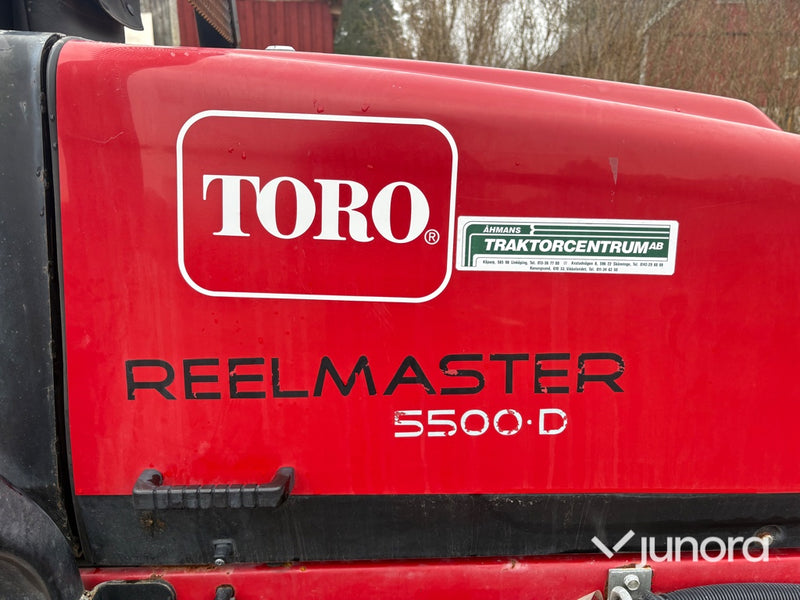 TORO®
ÅHMANS
TRAKTORCENTRUM AB
REELMASTER
5500·D
junora